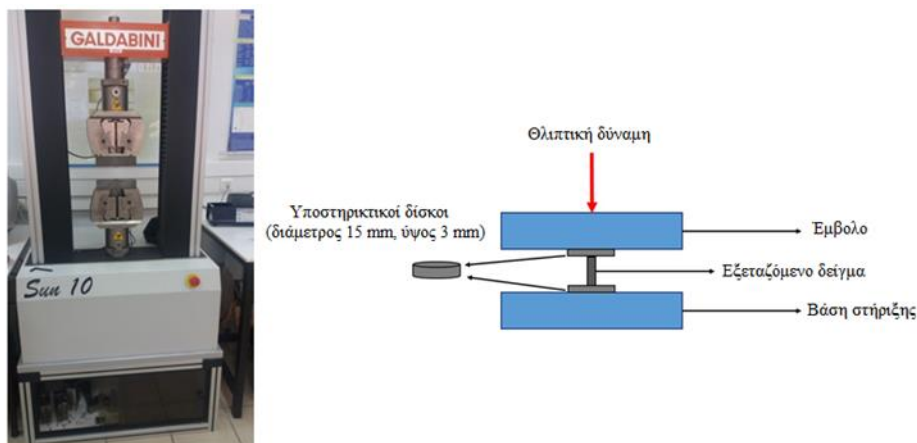 GALDABINI
Sun 10
Θλιπτική δύναμη
Υποστηρικτικοί δίσκοι
(διάμετρος 15 mm, ύψος 3 mm)
Έμβολο
Εξεταζόμενο δείγμα
Βάση στήριξης